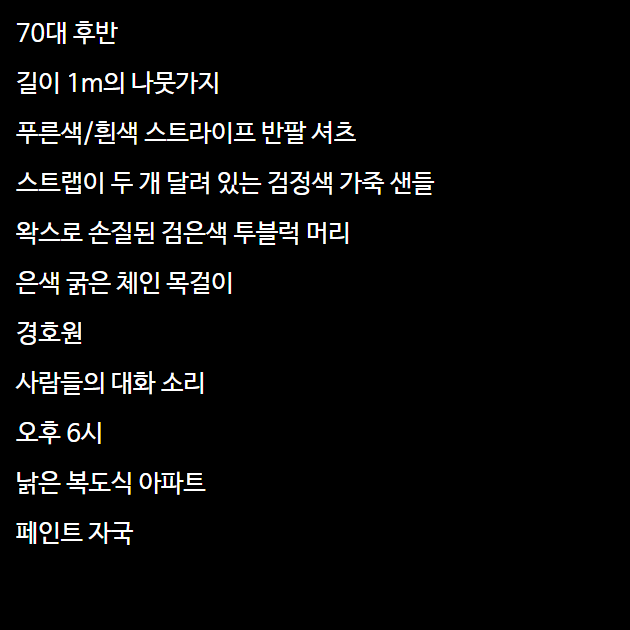 70대 후반
길이 1m의 나뭇가지
푸른색/흰색 스트라이프 반팔 셔츠
스트랩이 두 개 달려 있는 검정색 가죽 샌들
왁스로 손질된 검은색 투블럭 머리
은색 굵은 체인 목걸이
경호원
사람들의 대화 소리
오후 6시
낡은 복도식 아파트
페인트 자국